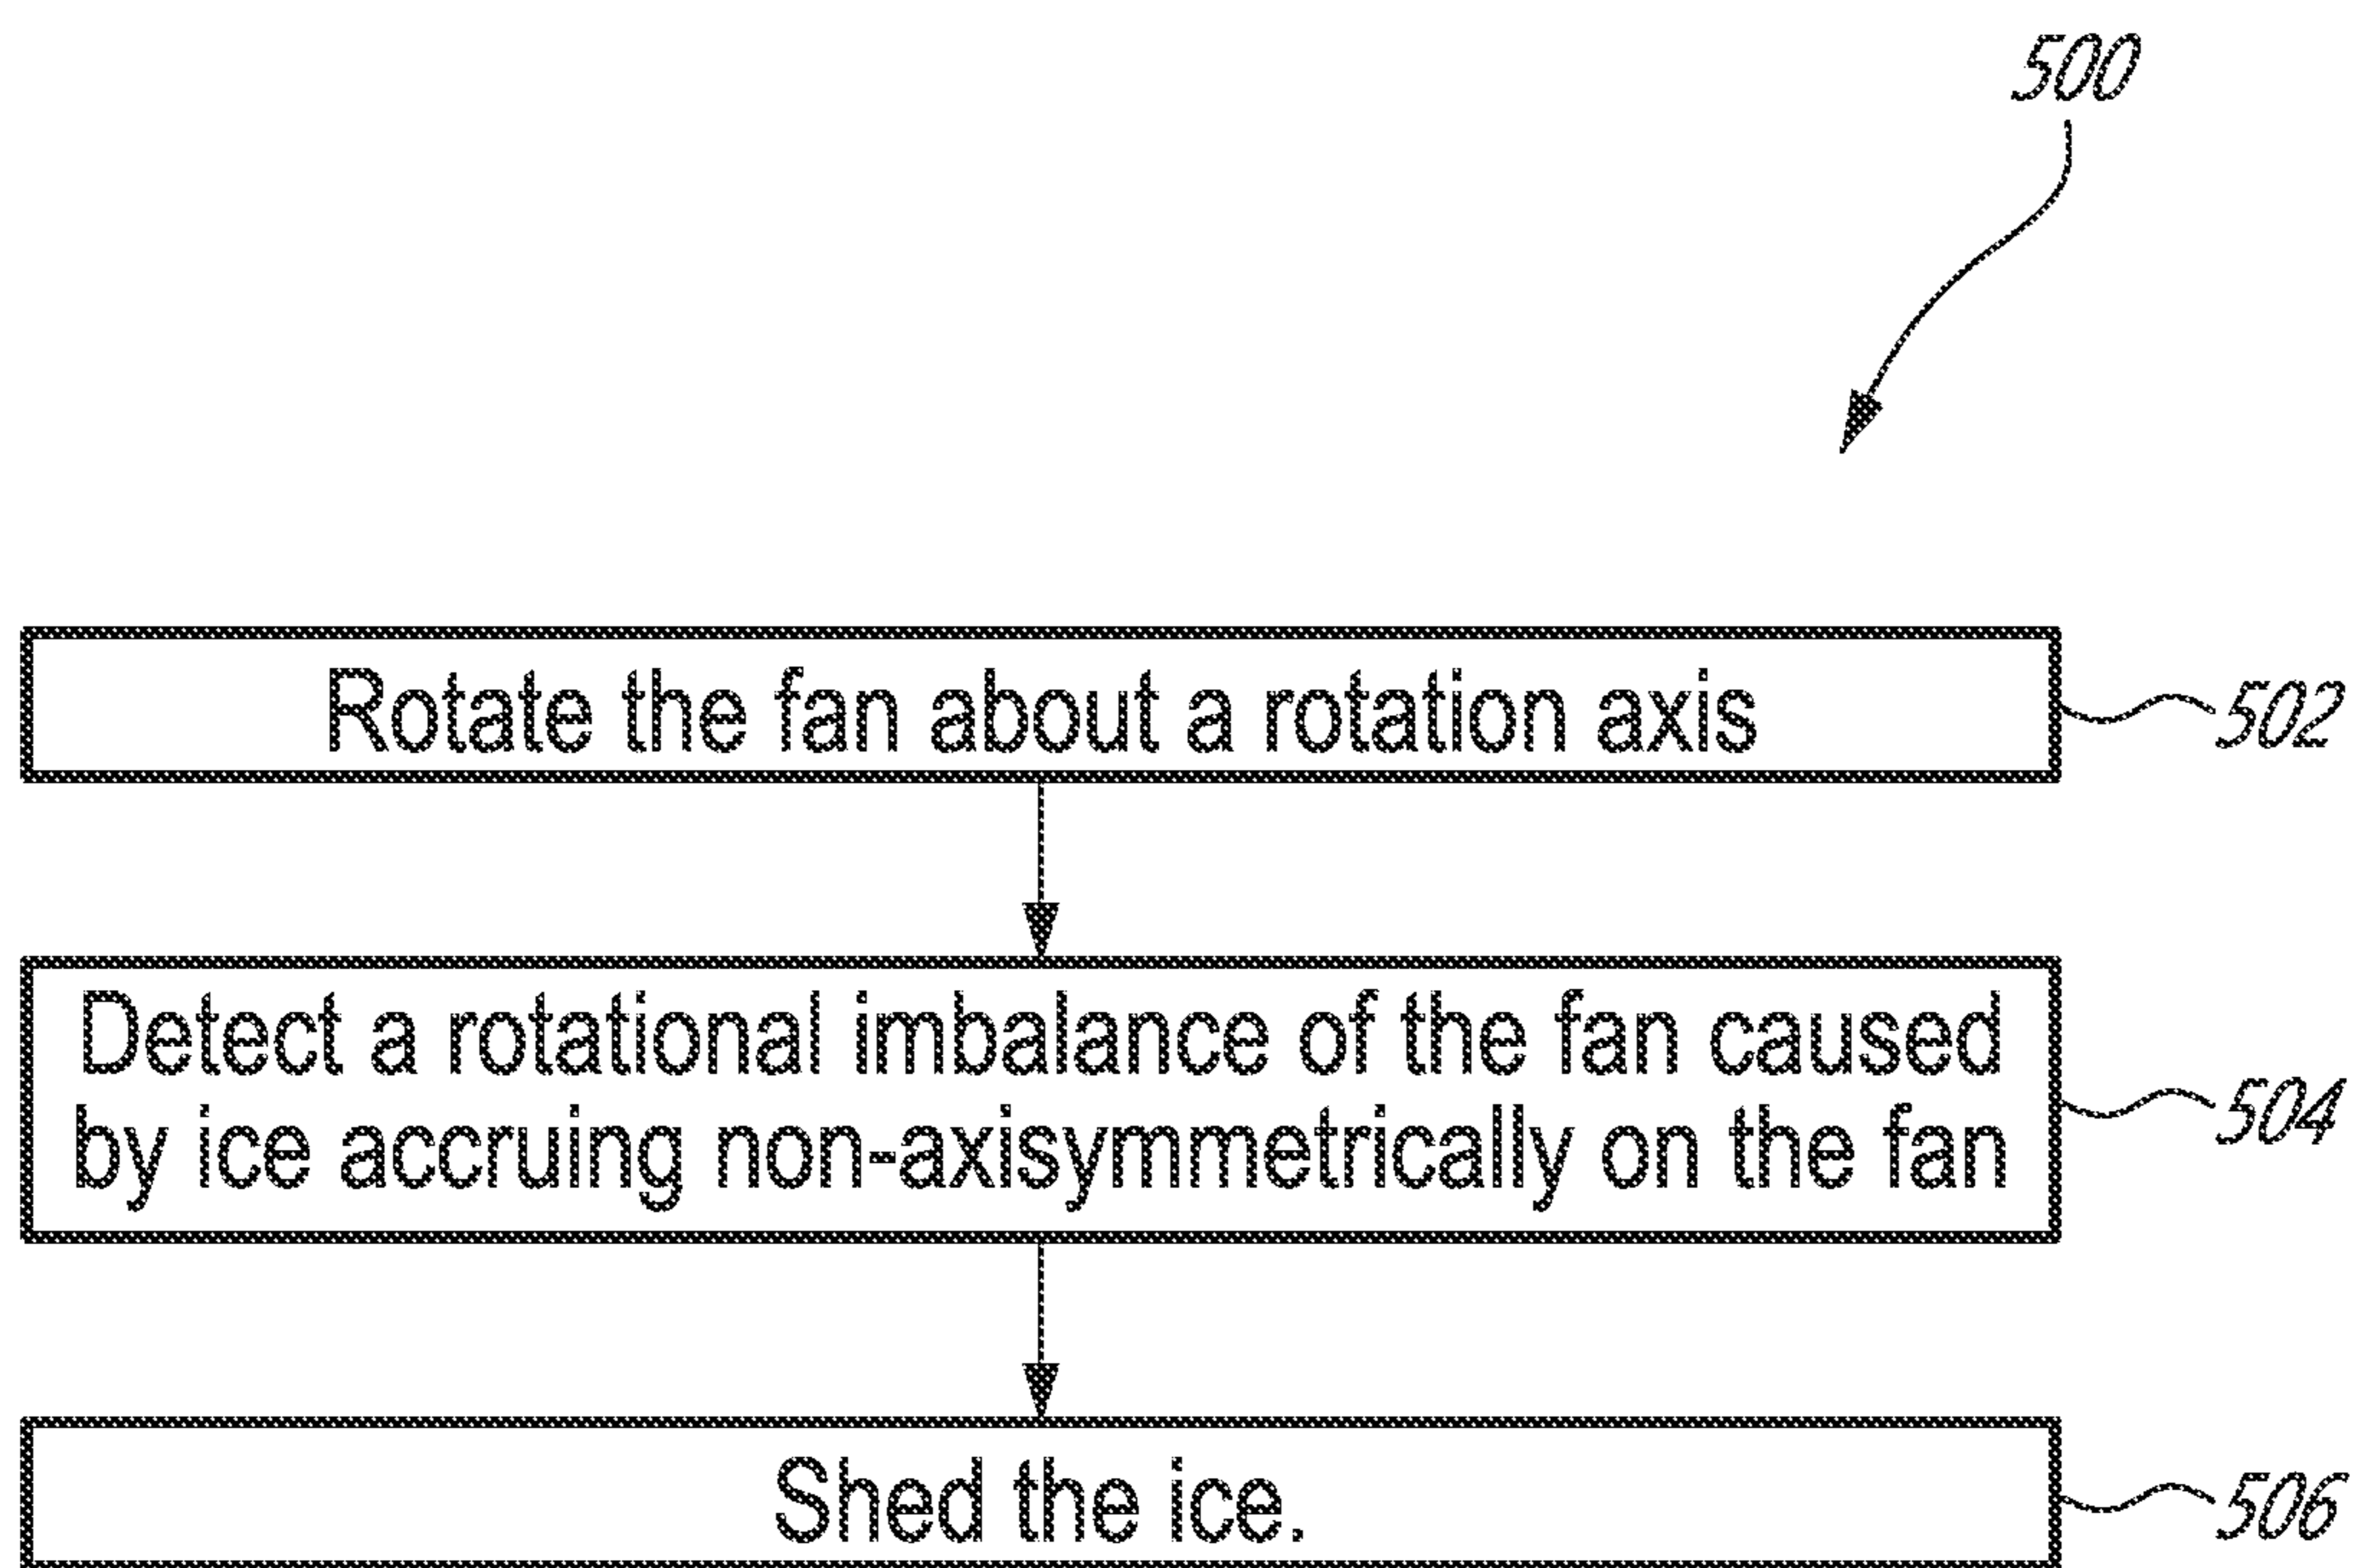 500
Rotate the fan about a rotation axis
502
Detect a rotational imbalance of the fan caused
by ice accruing non-axisymmetrically on the fan
504
Shed the ice.
506